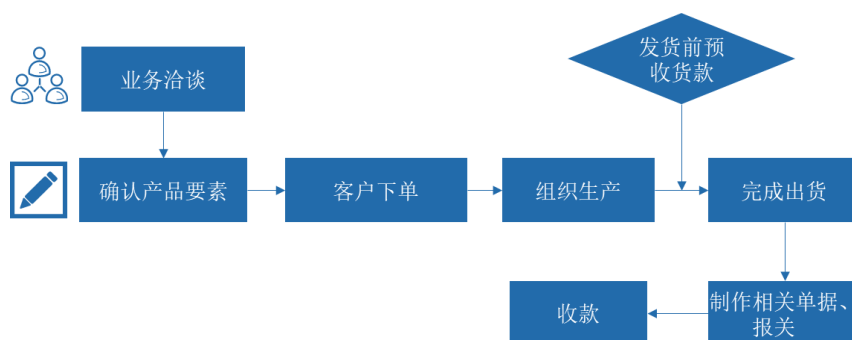 业务洽谈
发货前预
收货款
确认产品要素
客户下单
组织生产
完成出货
收款
制作相关单据、
报关